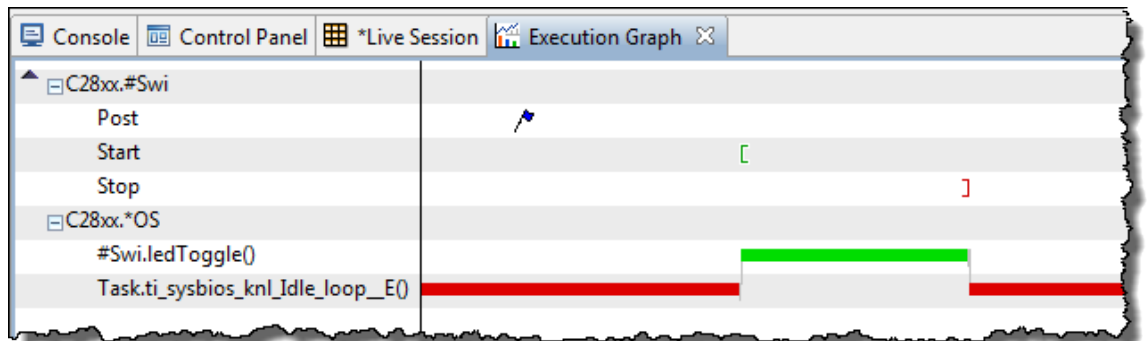 Console Control Panel *Live Session Execution Graph
C28xx.#Swi
Post
Start
Stop
C28xx.*OS
#Swi.ledToggle()
Task.ti_sysbios_knl_Idle_loop__E()